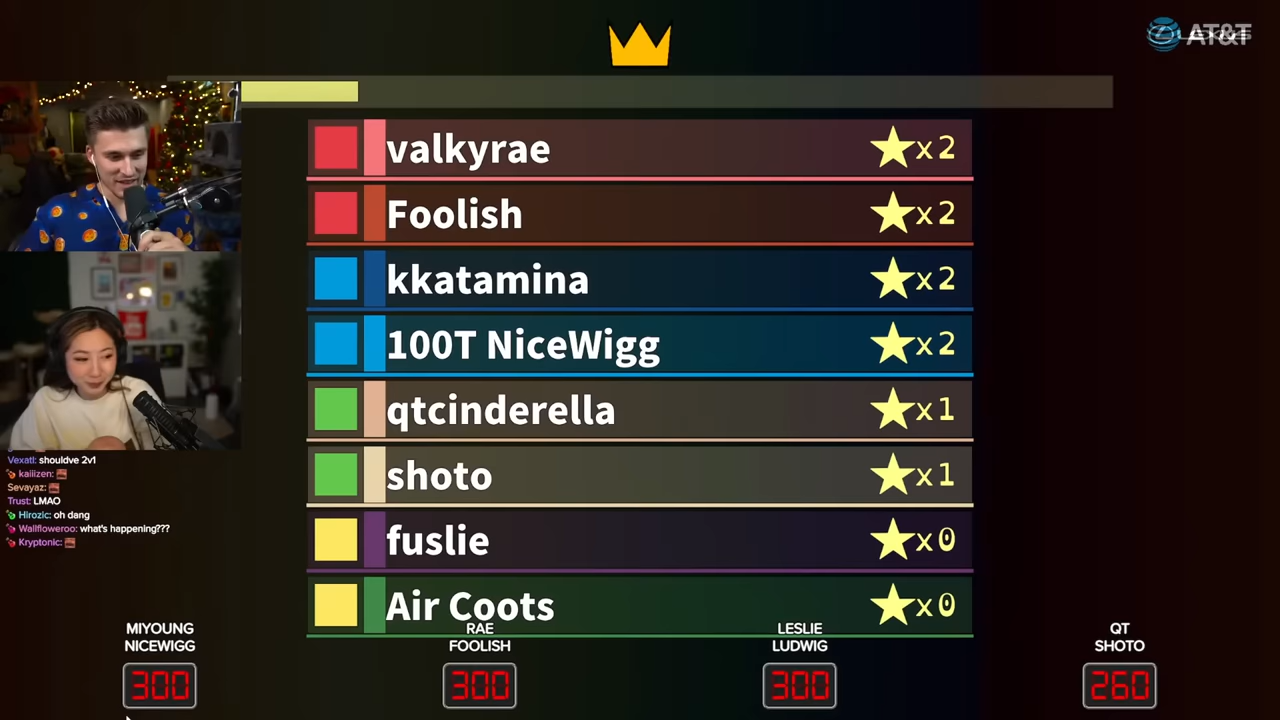 AT&T
valkyrae x2
Foolish x2
kkatamina x2
100T NiceWigg x2
qtcinderella x1
shoto x1
fuslie x0
Air Coots x0
Vexatl: shouldve 2v1
kaiiizen:
Sevayaz:
Trust: LMAO
Hirozic: oh dang
Wallfloweroo: what's happening???
Kryptonic:
MIYOUNG
NICEWIGG
300
RAE
FOOLISH
300
LESLIE
LUDWIG
300
QT
SHOTO
260